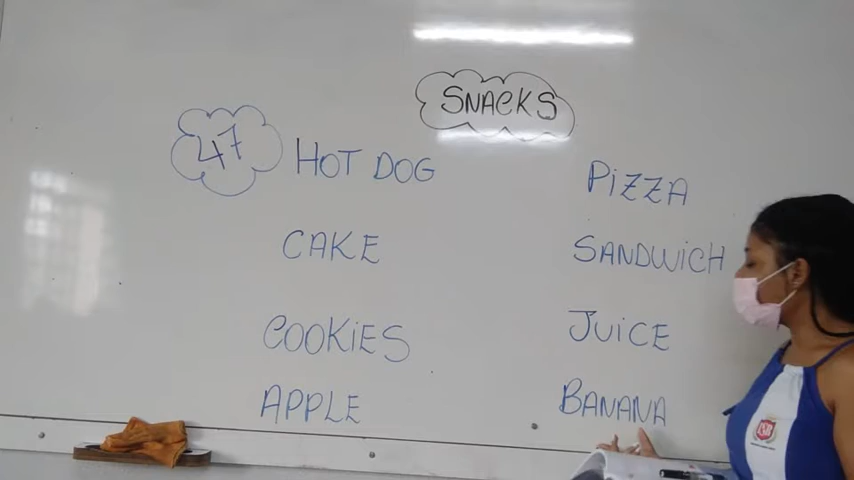 SNACKS
47
HOT DOG
PIZZA
CAKE
SANDWICH
COOKIES
JUICE
APPLE
BANANA